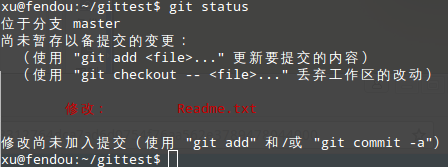 xu@fendou:~/gittest$ git status
位于分支 master
尚未暂存以备提交的变更：
（使用 "git add <file>..." 更新要提交的内容）
（使用 "git checkout -- <file>..." 丢弃工作区的改动）
修改： Readme.txt
修改尚未加入提交（使用 "git add" 和/或 "git commit -a"）
xu@fendou:~/gittest$